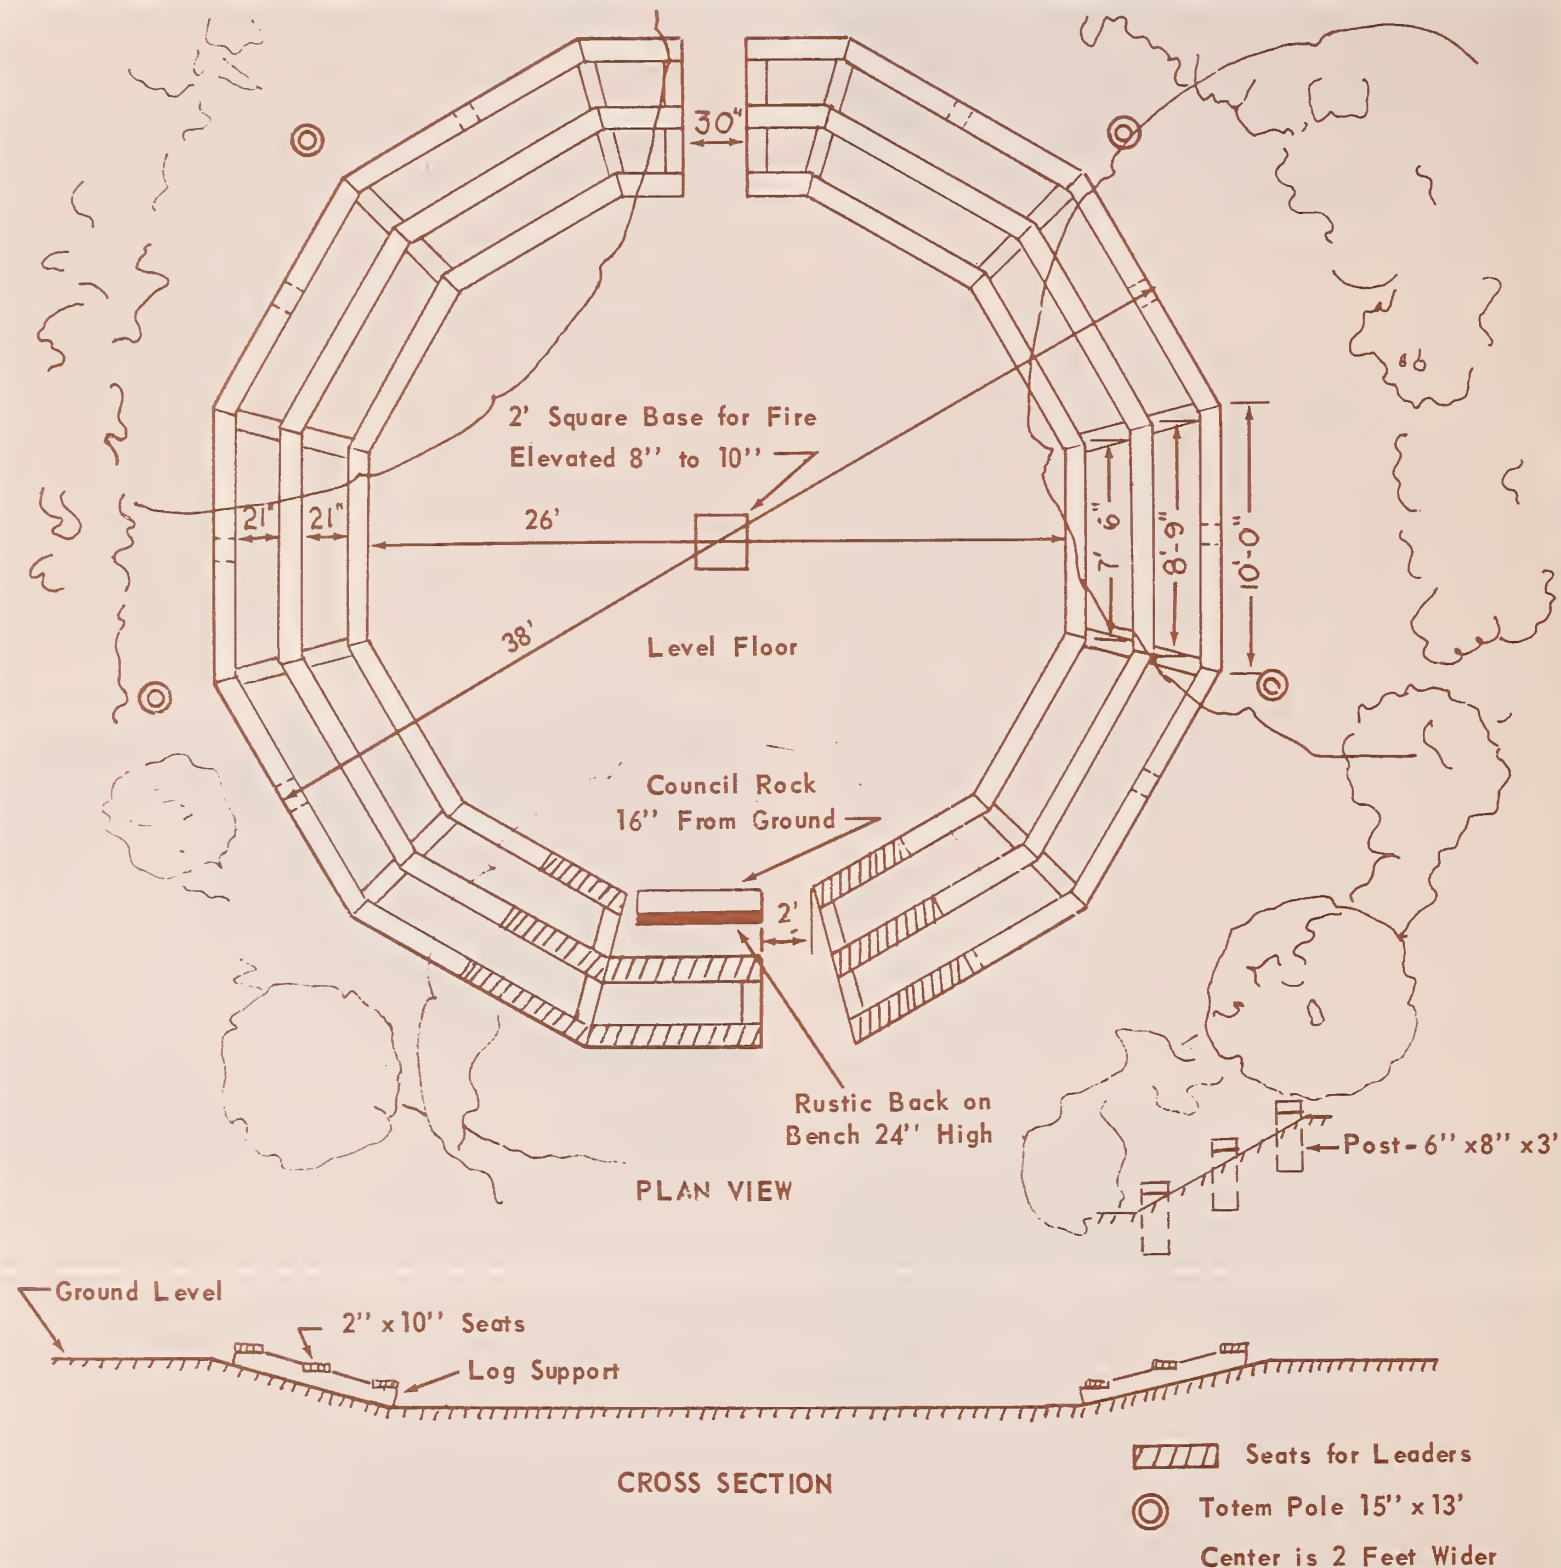 30"
2' Square Base for Fire
Elevated 8'' to 10''
21" 21" 26' 7' 6" 8'-9" 10'-0"
38'
Level Floor
Council Rock
16'' From Ground
2'
Rustic Back on
Bench 24'' High
Post-6'' x8'' x3'
PLAN VIEW
Ground Level
2'' x10'' Seats
Log Support
CROSS SECTION
Seats for Leaders
Totem Pole 15'' x 13'
Center is 2 Feet Wider